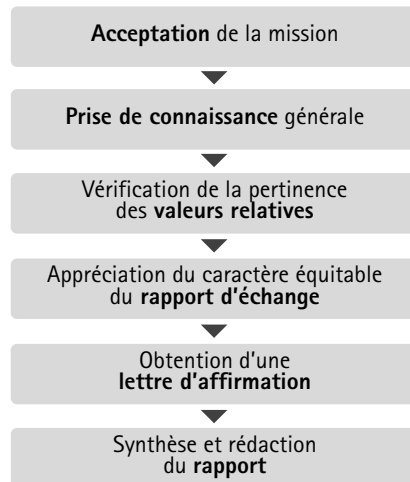 Acceptation de la mission
Prise de connaissance générale
Vérification de la pertinence
des valeurs relatives
Appréciation du caractère équitable
du rapport d'échange
Obtention d'une
lettre d'affirmation
Synthèse et rédaction
du rapport